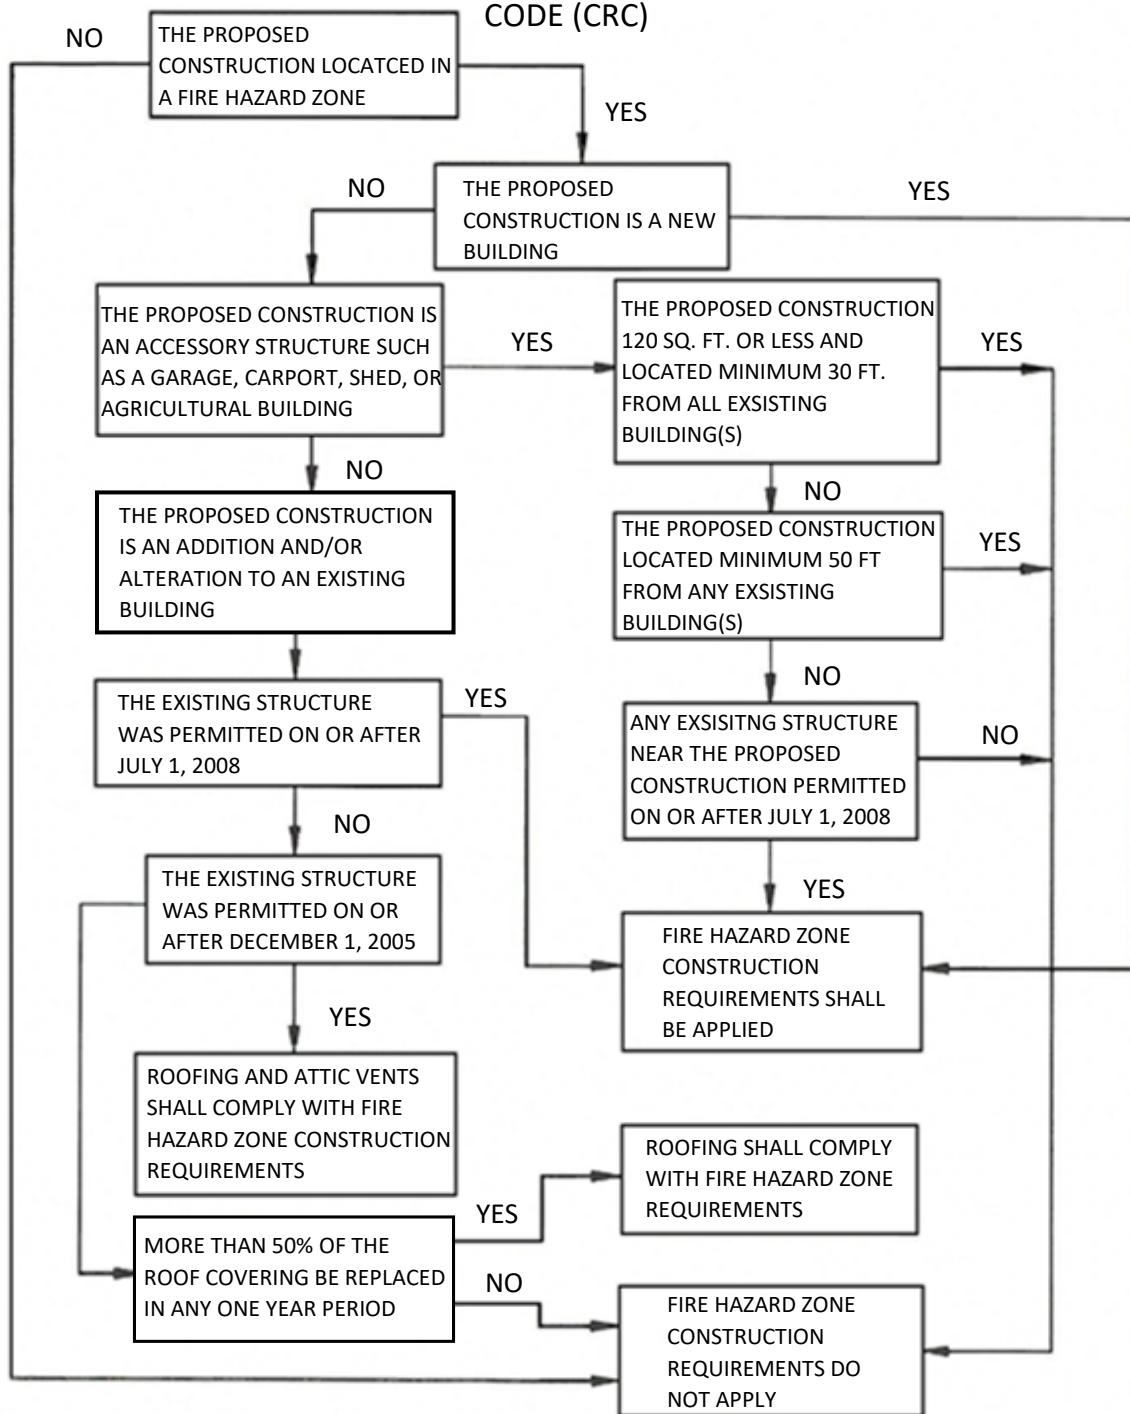 CODE (CRC)
NO
THE PROPOSED
CONSTRUCTION LOCATCED IN
A FIRE HAZARD ZONE
YES
NO
THE PROPOSED
CONSTRUCTION IS A NEW
BUILDING
YES
THE PROPOSED CONSTRUCTION IS
AN ACCESSORY STRUCTURE SUCH
AS A GARAGE, CARPORT, SHED, OR
AGRICULTURAL BUILDING
YES
THE PROPOSED CONSTRUCTION
120 SQ. FT. OR LESS AND
LOCATED MINIMUM 30 FT.
FROM ALL EXSISTING
BUILDING(S)
YES
NO
NO
THE PROPOSED CONSTRUCTION
IS AN ADDITION AND/OR
ALTERATION TO AN EXISTING
BUILDING
THE PROPOSED CONSTRUCTION
LOCATED MINIMUM 50 FT
FROM ANY EXSISTING
BUILDING(S)
YES
NO
THE EXISTING STRUCTURE
WAS PERMITTED ON OR AFTER
JULY 1, 2008
YES
ANY EXSISITNG STRUCTURE
NEAR THE PROPOSED
CONSTRUCTION PERMITTED
ON OR AFTER JULY 1, 2008
NO
NO
YES
THE EXISTING STRUCTURE
WAS PERMITTED ON OR
AFTER DECEMBER 1, 2005
FIRE HAZARD ZONE
CONSTRUCTION
REQUIREMENTS SHALL
BE APPLIED
YES
ROOFING AND ATTIC VENTS
SHALL COMPLY WITH FIRE
HAZARD ZONE CONSTRUCTION
REQUIREMENTS
ROOFING SHALL COMPLY
WITH FIRE HAZARD ZONE
REQUIREMENTS
YES
MORE THAN 50% OF THE
ROOF COVERING BE REPLACED
IN ANY ONE YEAR PERIOD
NO
FIRE HAZARD ZONE
CONSTRUCTION
REQUIREMENTS DO
NOT APPLY